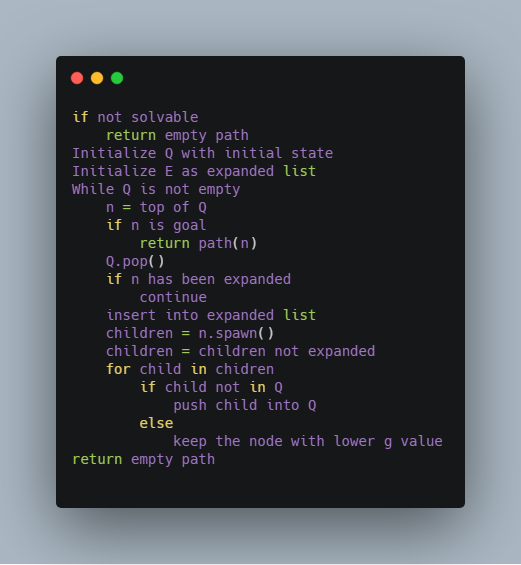 if not solvable
    return empty path
Initialize Q with initial state
Initialize E as expanded list
While Q is not empty
    n = top of Q
    if n is goal
        return path(n)
    Q.pop()
    if n has been expanded
        continue
    insert into expanded list
    children = n.spawn()
    children = children not expanded
    for child in chidren
        if child not in Q
            push child into Q
        else
            keep the node with lower g value
return empty path